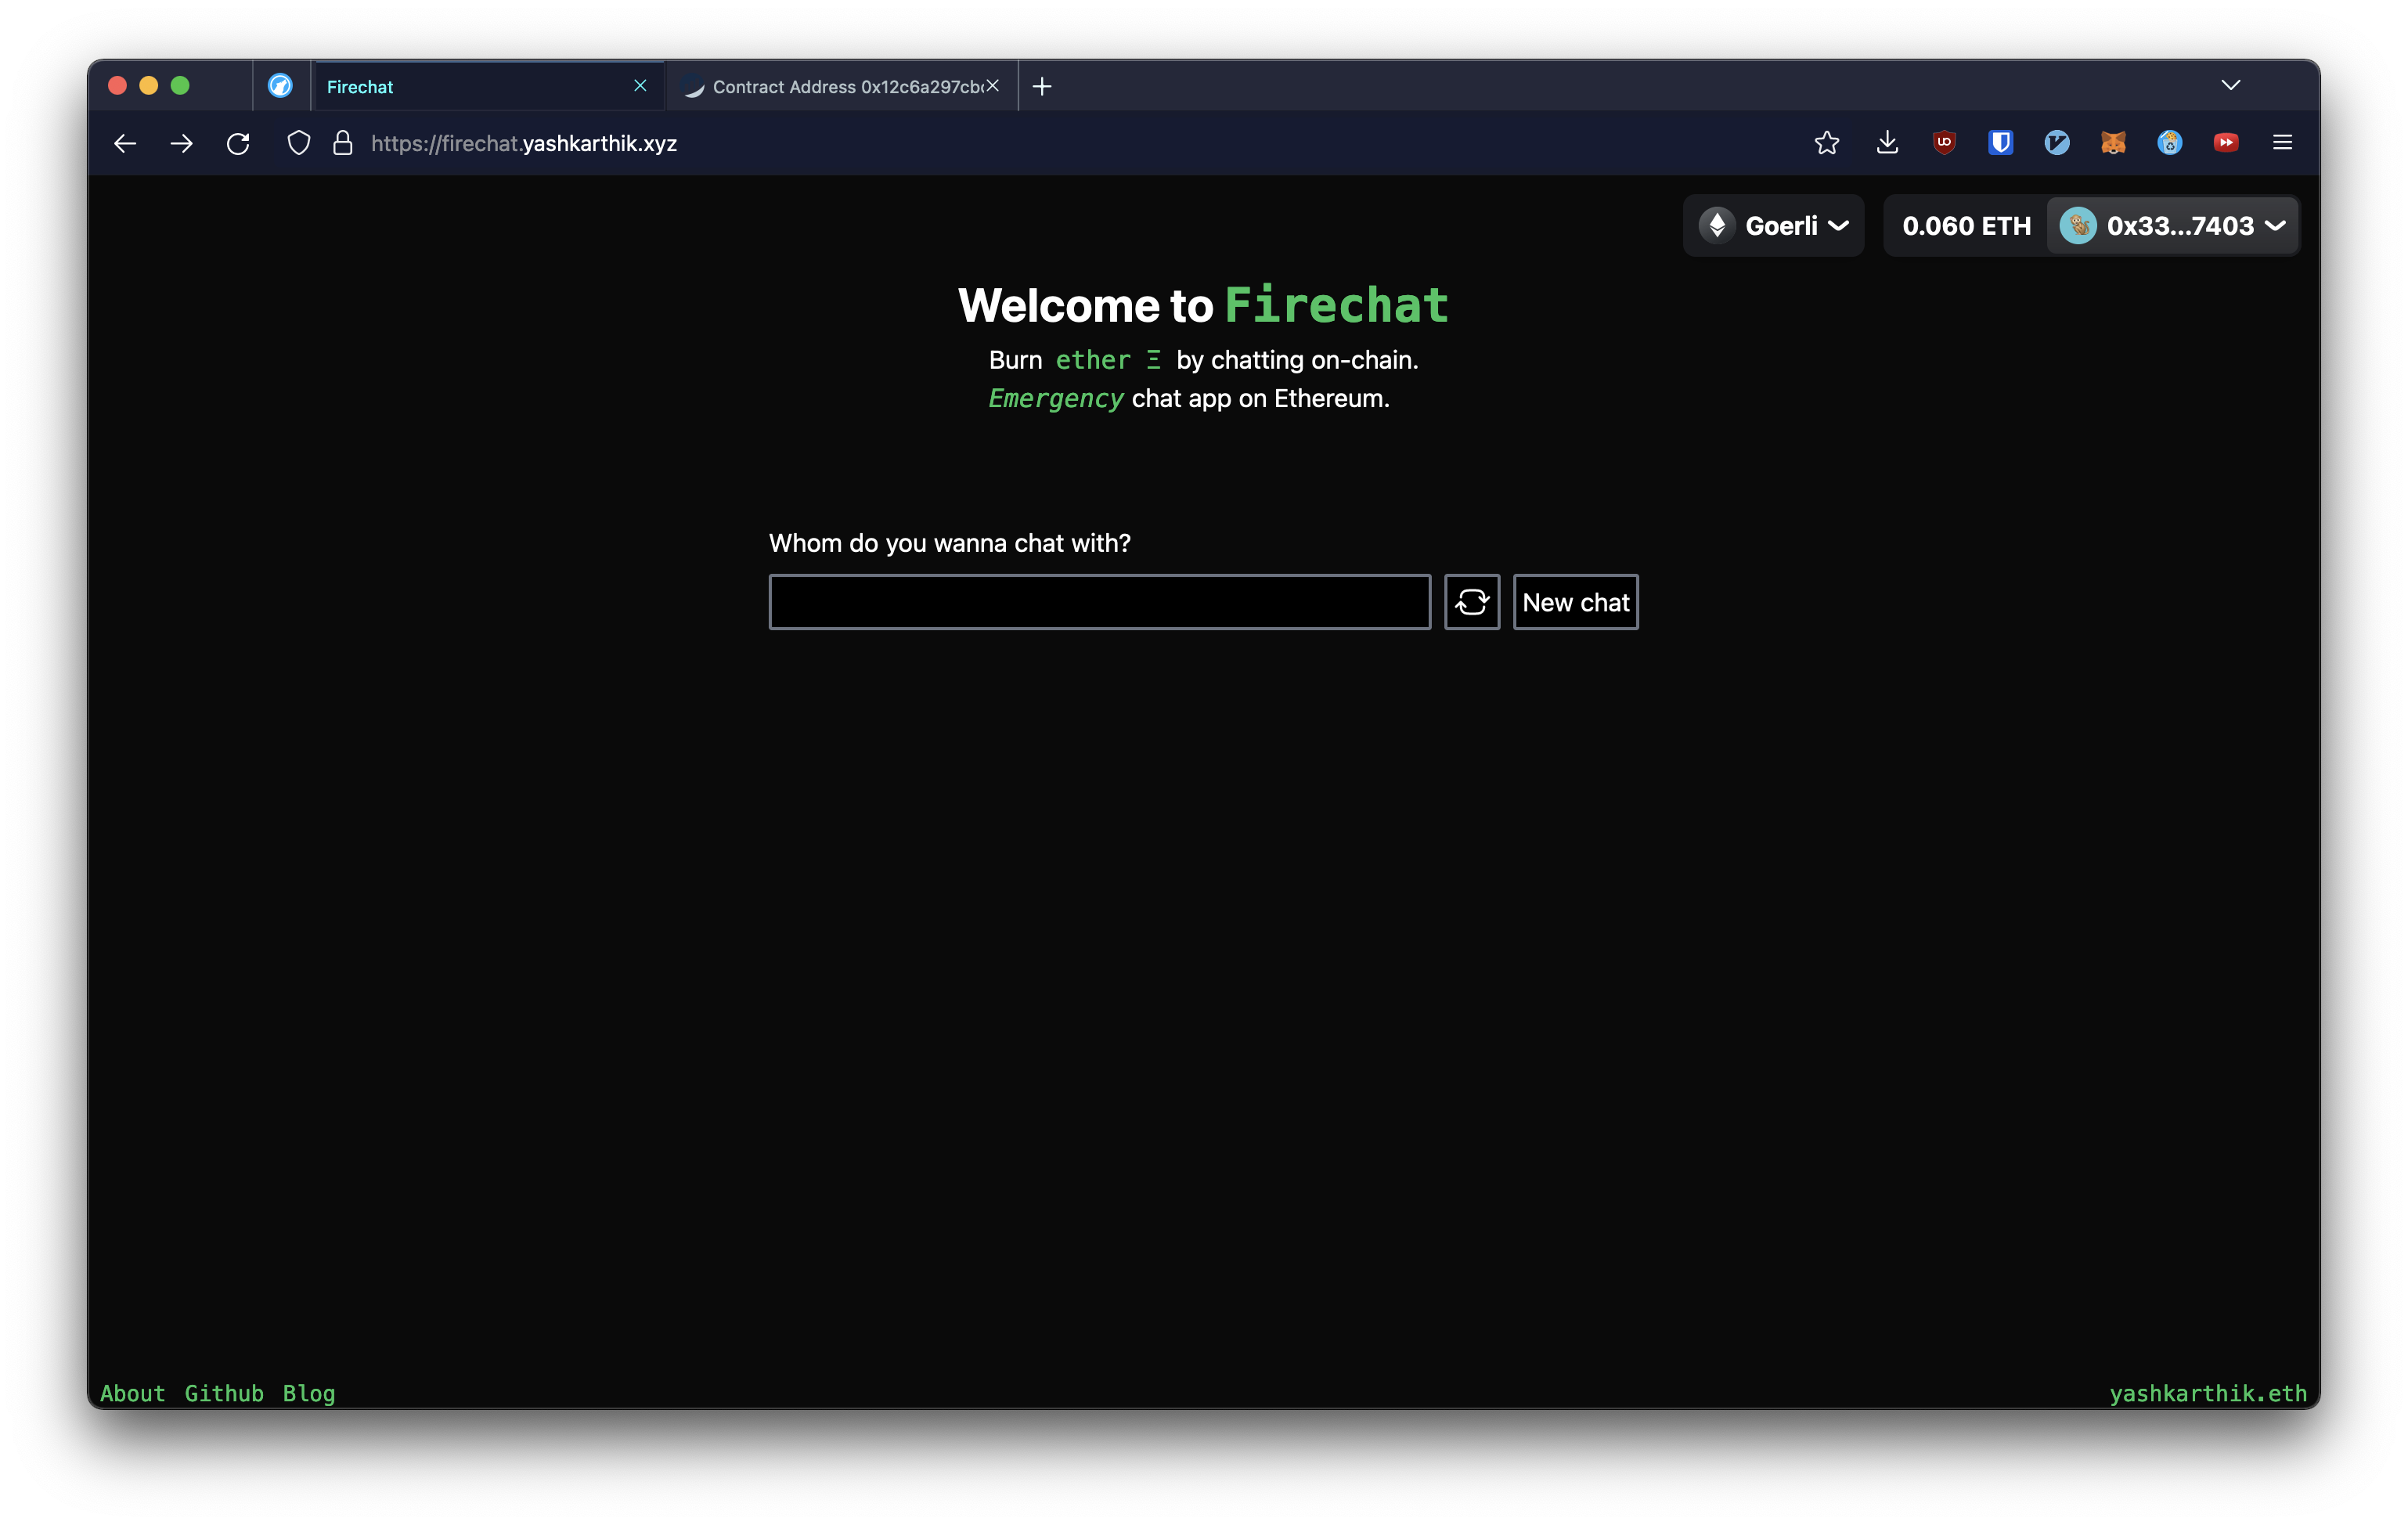 Firechat
Contract Address 0x12c6a297cb
https://firechat.yashkarthik.xyz
Goerli
0.060 ETH
0x33...7403
Welcome to Firechat
Burn ether Ξ by chatting on-chain.
Emergency chat app on Ethereum.
Whom do you wanna chat with?
New chat
About Github Blog
yashkarthik.eth